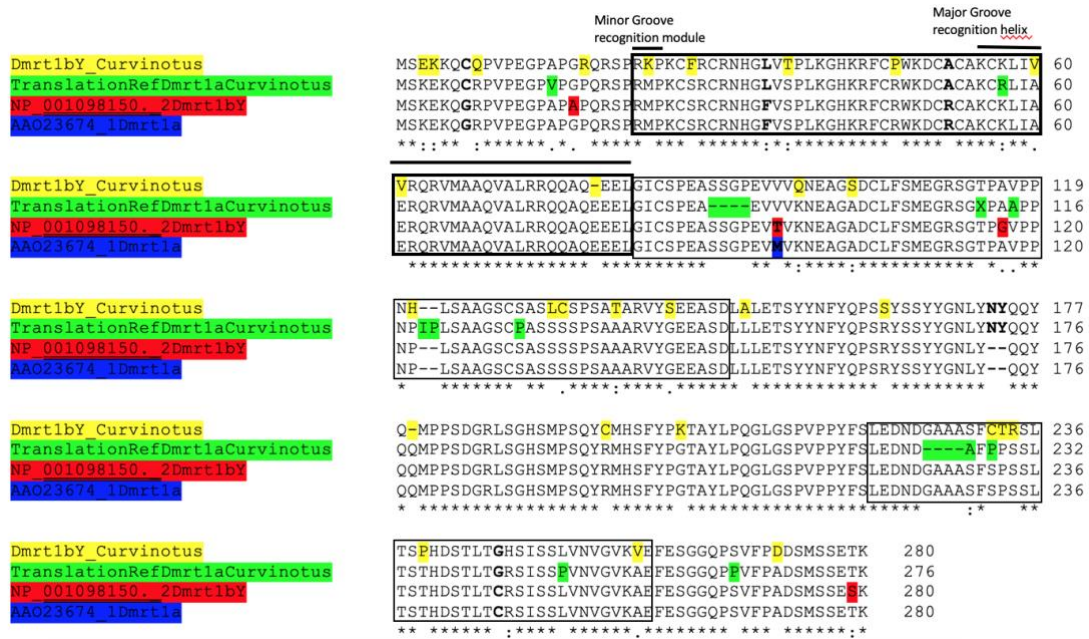 Minor Groove
recognition module
Major Groove
recognition helix
Dmrt1bY_Curvinotus MSEKKQCQPVPEGPAPGRQRSPRKPKCFRCRNHGLVTPLKGHKRFCPWKDCACAKCKLIV 60
TranslationRefDmrt1aCurvinotus MSKEKQCRPVPEGPVPGPQRSPRMPKCSRCRNHGLVSPLKGHKRFCRWKDCACAKCRLIA 60
NP_001098150._2Dmrt1bY MSKEKQGRPVPEGPAPAPQRSPRMPKCSRCRNHGFVSPLKGHKRFCRWKDCRCAKCKLIA 60
AAO23674_1Dmrt1a MSKEKQGRPVPEGPAPGPQRSPRMPKCSRCRNHGFVSPLKGHKRFCRWKDCRCAKCKLIA 60
**::** :******.*. ***** *** ******:*:********* **** ****:**.
Dmrt1bY_Curvinotus VRQRVMAAQVALRRQQAQ-EELGICSPEASSGPEVVVQNEAGSDCLFSMEGRSGTPAVPP 119
TranslationRefDmrt1aCurvinotus ERQRVMAAQVALRRQQAQEEELGICSPEA----EVVVKNEAGADCLFSMEGRSGXPAAPP 116
NP_001098150._2Dmrt1bY ERQRVMAAQVALRRQQAQEEELGICSPEASSGPEVTVKNEAGADCLFSMEGRSGTPGVPP 120
AAO23674_1Dmrt1a ERQRVMAAQVALRRQQAQEEELGICSPEASSGPEVMVKNEAGADCLFSMEGRSGTPAVPP 120
***************** **********    ** *:****:*********** *..**
Dmrt1bY_Curvinotus NH--LSAAGSCSASLCSPSATARVYSEEASDLALETSYYNFYQPSSYSSYYGNLYNYQQY 177
TranslationRefDmrt1aCurvinotus NPIPLSAAGSCPASSSSPSAAARVYGEEASDLLLETSYYNFYQPSRYSSYYGNLYNYQQY 176
NP_001098150._2Dmrt1bY NP--LSAAGSCSASSSSPSAAARVYGEEASDLLLETSYYNFYQPSRYSSYYGNLY--QQY 176
AAO23674_1Dmrt1a NP--LSAAGSCSASSSSPSAAARVYGEEASDLLLETSYYNFYQPSRYSSYYGNLY--QQY 176
*   ******* ** .****:****.****** ************ *********  ***
Dmrt1bY_Curvinotus Q-MPPSDGRLSGHSMPSQYCMHSFYPKTAYLPQGLGSPVPPYFSLEDNDGAAASFCTRSL 236
TranslationRefDmrt1aCurvinotus QQMPPSDGRLSGHSMPSQYRMHSFYPGTAYLPQGLGSPVPPYFSLEDND----AFPPSSL 232
NP_001098150._2Dmrt1bY QQMPPSDGRLSGHSMPSQYRMHSFYPGTAYLPQGLGSPVPPYFSLEDNDGAAASFSPSSL 236
AAO23674_1Dmrt1a QQMPPSDGRLSGHSMPSQYRMHSFYPGTAYLPQGLGSPVPPYFSLEDNDGAAASFSPSSL 236
* ***************** ****** **********************    :*   **
Dmrt1bY_Curvinotus TSPHDSTLTGHSISSLVNVGVKVEFESGGQPSVFPDDSMSSETK 280
TranslationRefDmrt1aCurvinotus TSTHDSTLTGRSISSPVNVGVKAEFESGGQPPVFPADSMSSETK 276
NP_001098150._2Dmrt1bY TSTHDSTLTCRSISSLVNVGVKAEFESGGQPSVFPADSMSSESK 280
AAO23674_1Dmrt1a TSTHDSTLTCRSISSLVNVGVKAEFESGGQPSVFPADSMSSETK 280
** ****** :**** ******.******** *** ******:*